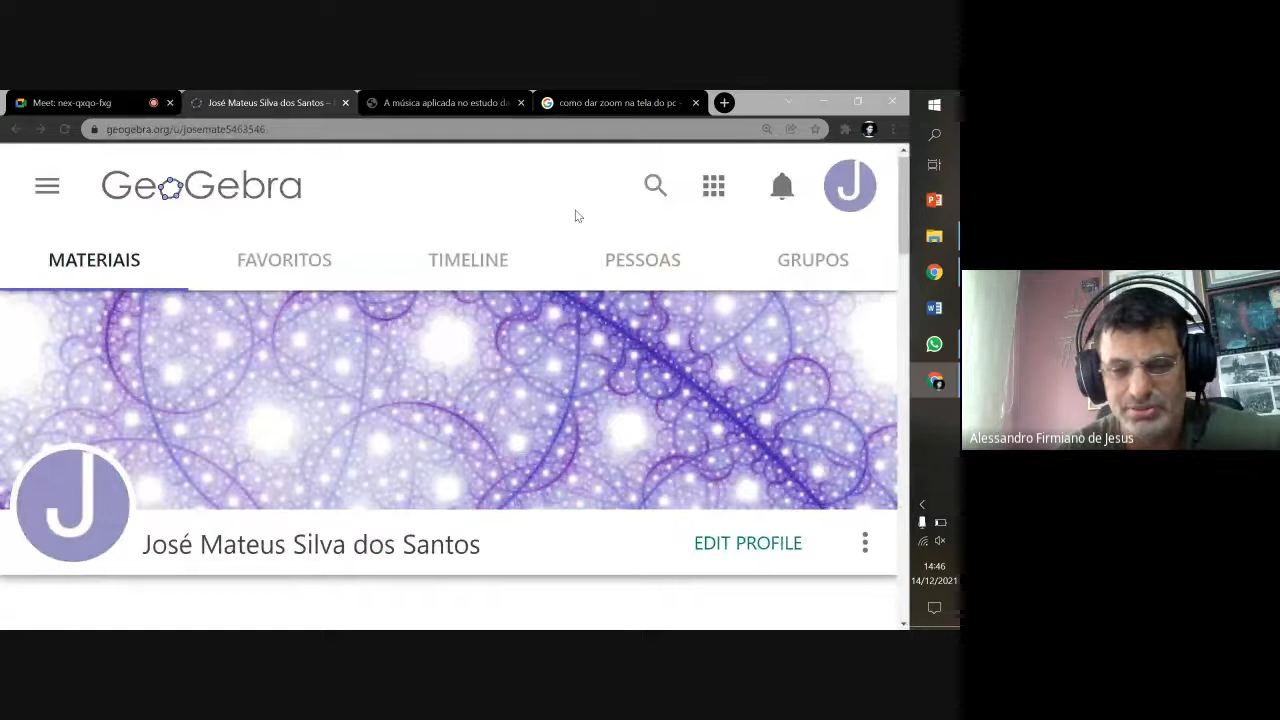 Meet: nex-qxqo-fxg
José Mateus Silva dos Santos –
A música aplicada no estudo da
como dar zoom na tela do pc -
geogebra.org/u/josemate5463546
GeoGebra
J
MATERIAIS
FAVORITOS
TIMELINE
PESSOAS
GRUPOS
J
José Mateus Silva dos Santos
EDIT PROFILE
Alessandro Firmiano de Jesus
14:46
14/12/2021